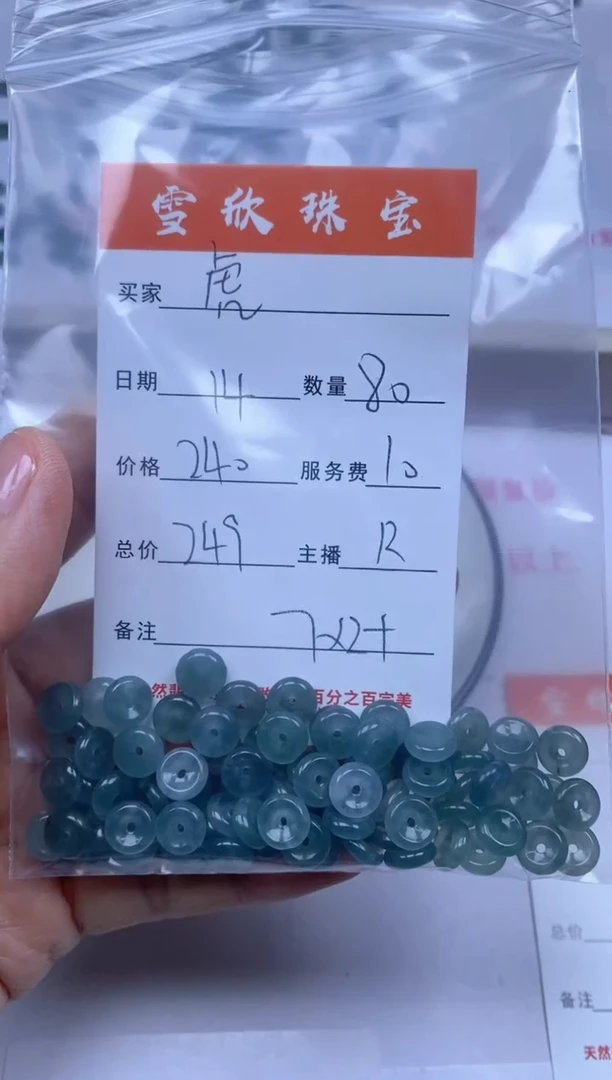 雪欣珠宝
买家 虎
日期 14 数量 80
价格 240 服务费 10
总价 249 主播 R
备注 7x2+
然 百分之百完美
总价
备注
天然